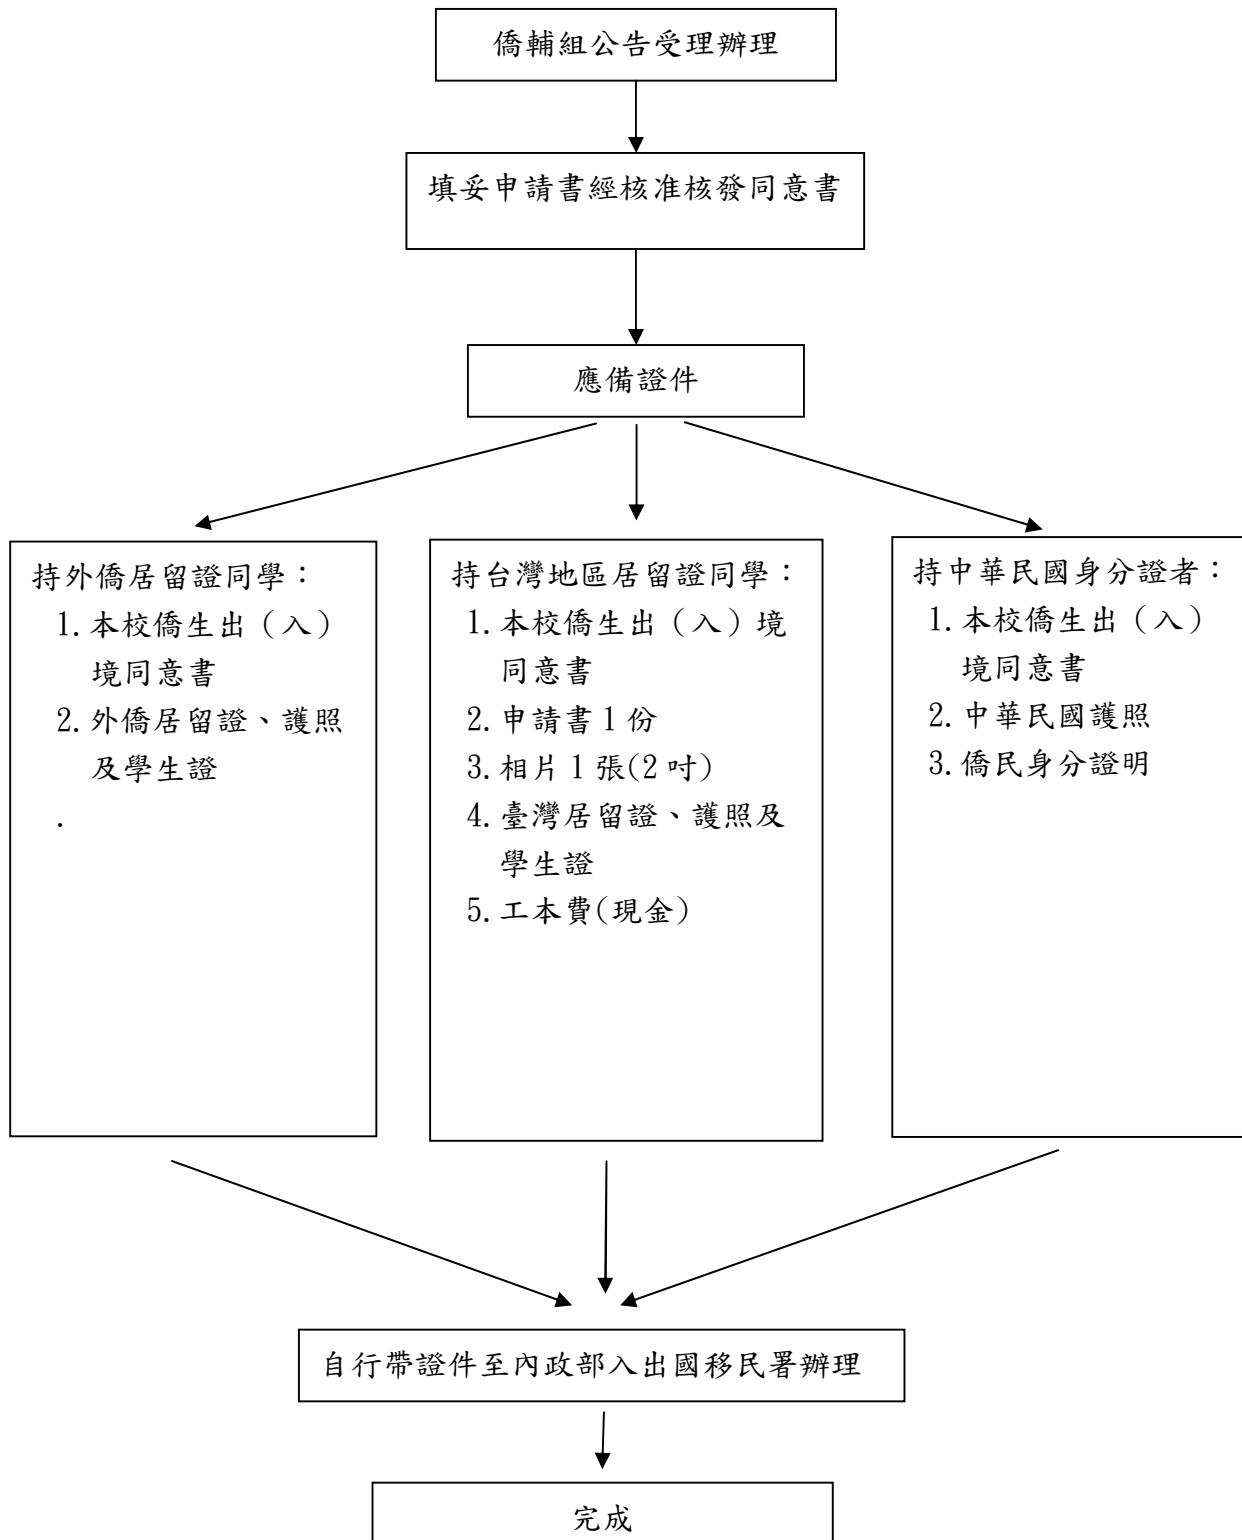 僑輔組公告受理辦理
填妥申請書經核准核發同意書
應備證件
持外僑居留證同學：
1.本校僑生出（入）
境同意書
2.外僑居留證、護照
及學生證
.
持台灣地區居留證同學：
1.本校僑生出（入）境
同意書
2.申請書1份
3.相片1張(2吋)
4.臺灣居留證、護照及
學生證
5.工本費(現金)
持中華民國身分證者：
1.本校僑生出（入）
境同意書
2.中華民國護照
3.僑民身分證明
自行帶證件至內政部入出國移民署辦理
完成